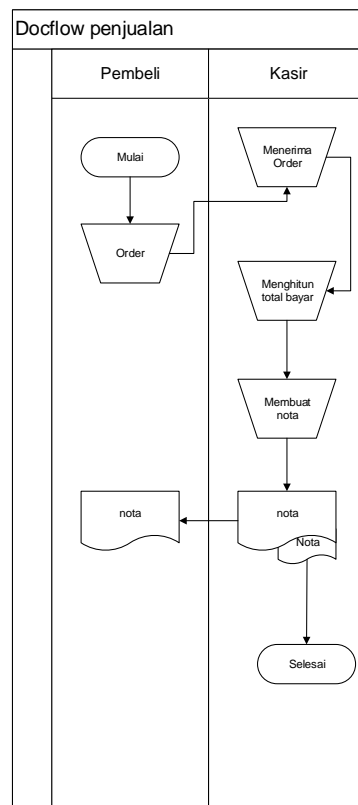 Docflow penjualan
Pembeli
Kasir
Mulai
Menerima
Order
Order
Menghitun
total bayar
Membuat
nota
nota
nota
Nota
Selesai